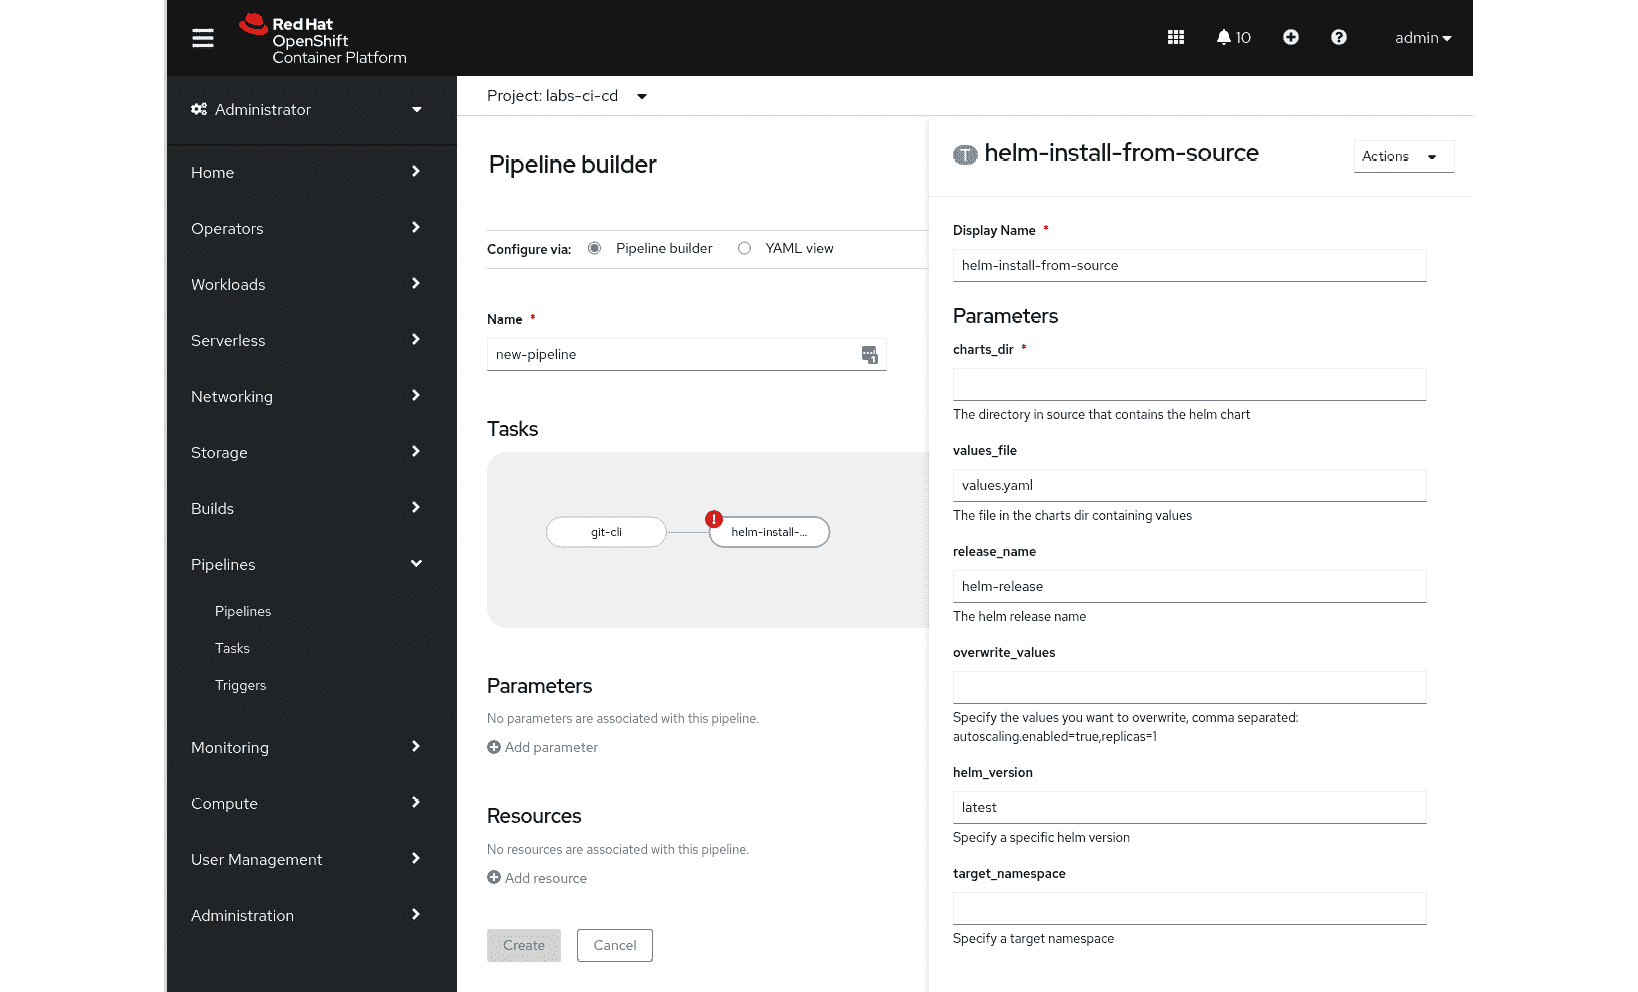 Red Hat
OpenShift
Container Platform
10
admin
Administrator
Home
Operators
Workloads
Serverless
Networking
Storage
Builds
Pipelines
Pipelines
Tasks
Triggers
Monitoring
Compute
User Management
Administration
Project: labs-ci-cd
Pipeline builder
Configure via:
Pipeline builder
YAML view
Name *
new-pipeline
1
Tasks
git-cli
!
helm-install-...
Parameters
No parameters are associated with this pipeline.
Add parameter
Resources
No resources are associated with this pipeline.
Add resource
Create
Cancel
T
helm-install-from-source
Actions
Display Name *
helm-install-from-source
Parameters
charts_dir *
The directory in source that contains the helm chart
values_file
values.yaml
The file in the charts dir containing values
release_name
helm-release
The helm release name
overwrite_values
Specify the values you want to overwrite, comma separated:
autoscaling.enabled=true,replicas=1
helm_version
latest
Specify a specific helm version
target_namespace
Specify a target namespace